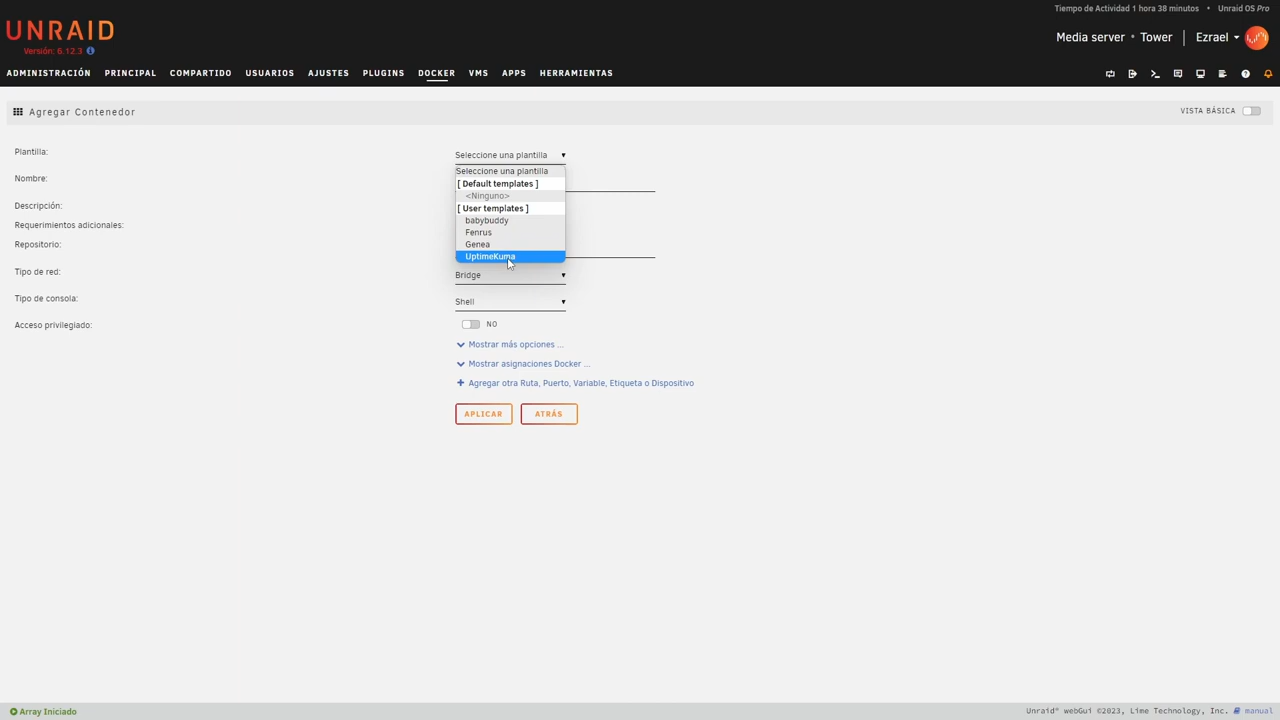 Tiempo de Actividad 1 hora 38 minutos • Unraid OS Pro
UNRAID
Versión: 6.12.3
Media server • Tower
Ezrael
ADMINISTRACIÓN PRINCIPAL COMPARTIDO USUARIOS AJUSTES PLUGINS DOCKER VMS APPS HERRAMIENTAS
Agregar Contenedor
VISTA BÁSICA
Plantilla:
Seleccione una plantilla
Seleccione una plantilla
[ Default templates ]
<Ninguno>
[ User templates ]
babybuddy
Fenrus
Genea
UptimeKuma
Nombre:
Descripción:
Requerimientos adicionales:
Repositorio:
Tipo de red:
Bridge
Tipo de consola:
Shell
Acceso privilegiado:
NO
Mostrar más opciones ...
Mostrar asignaciones Docker ...
Agregar otra Ruta, Puerto, Variable, Etiqueta o Dispositivo
APLICAR
ATRÁS
Array Iniciado
Unraid® webGui ©2023, Lime Technology, Inc. manual